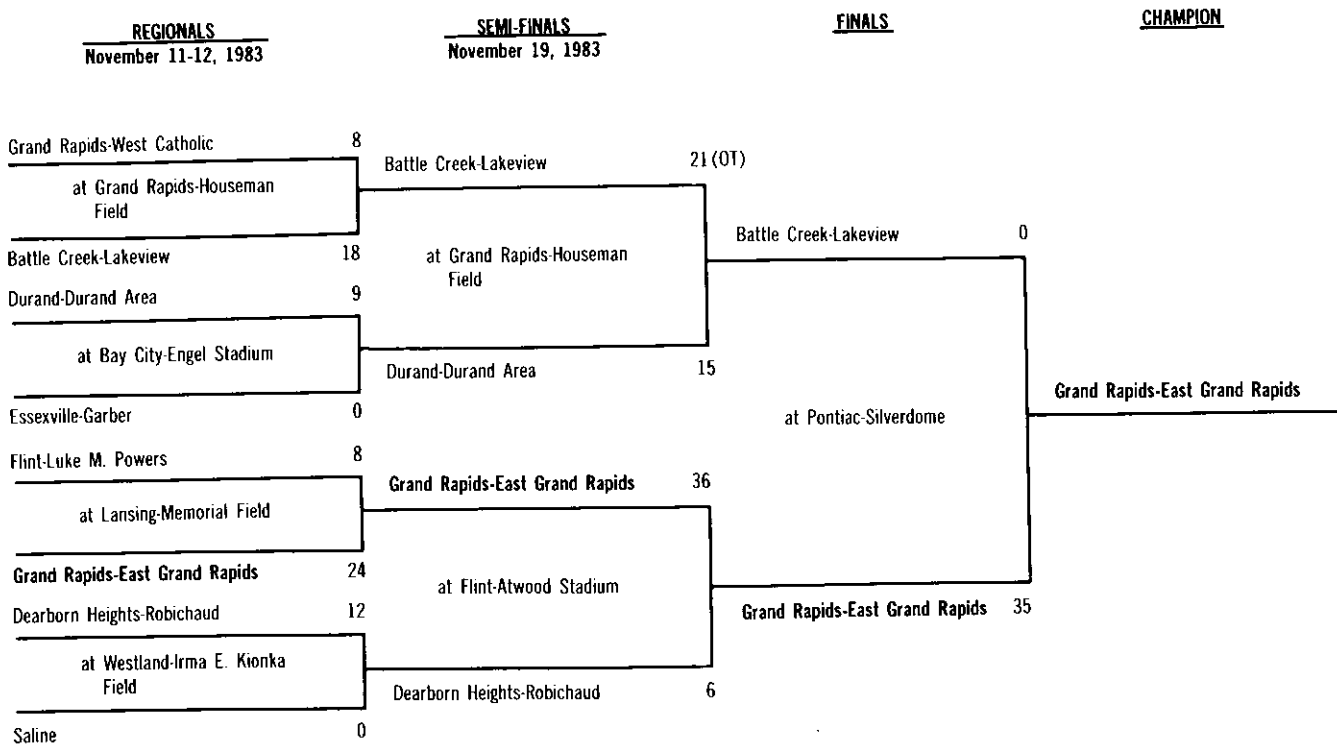 REGIONALS
November 11-12, 1983
SEMI-FINALS
November 19, 1983
FINALS
CHAMPION
Grand Rapids-West Catholic 8
at Grand Rapids-Houseman
Field
Battle Creek-Lakeview 18
Durand-Durand Area 9
at Bay City-Engel Stadium
Essexville-Garber 0
Flint-Luke M. Powers 8
at Lansing-Memorial Field
Grand Rapids-East Grand Rapids 24
Dearborn Heights-Robichaud 12
at Westland-Irma E. Kionka
Field
Saline 0
Battle Creek-Lakeview 21 (OT)
at Grand Rapids-Houseman
Field
Durand-Durand Area 15
Grand Rapids-East Grand Rapids 36
at Flint-Atwood Stadium
Dearborn Heights-Robichaud 6
Battle Creek-Lakeview 0
at Pontiac-Silverdome
Grand Rapids-East Grand Rapids 35
Grand Rapids-East Grand Rapids